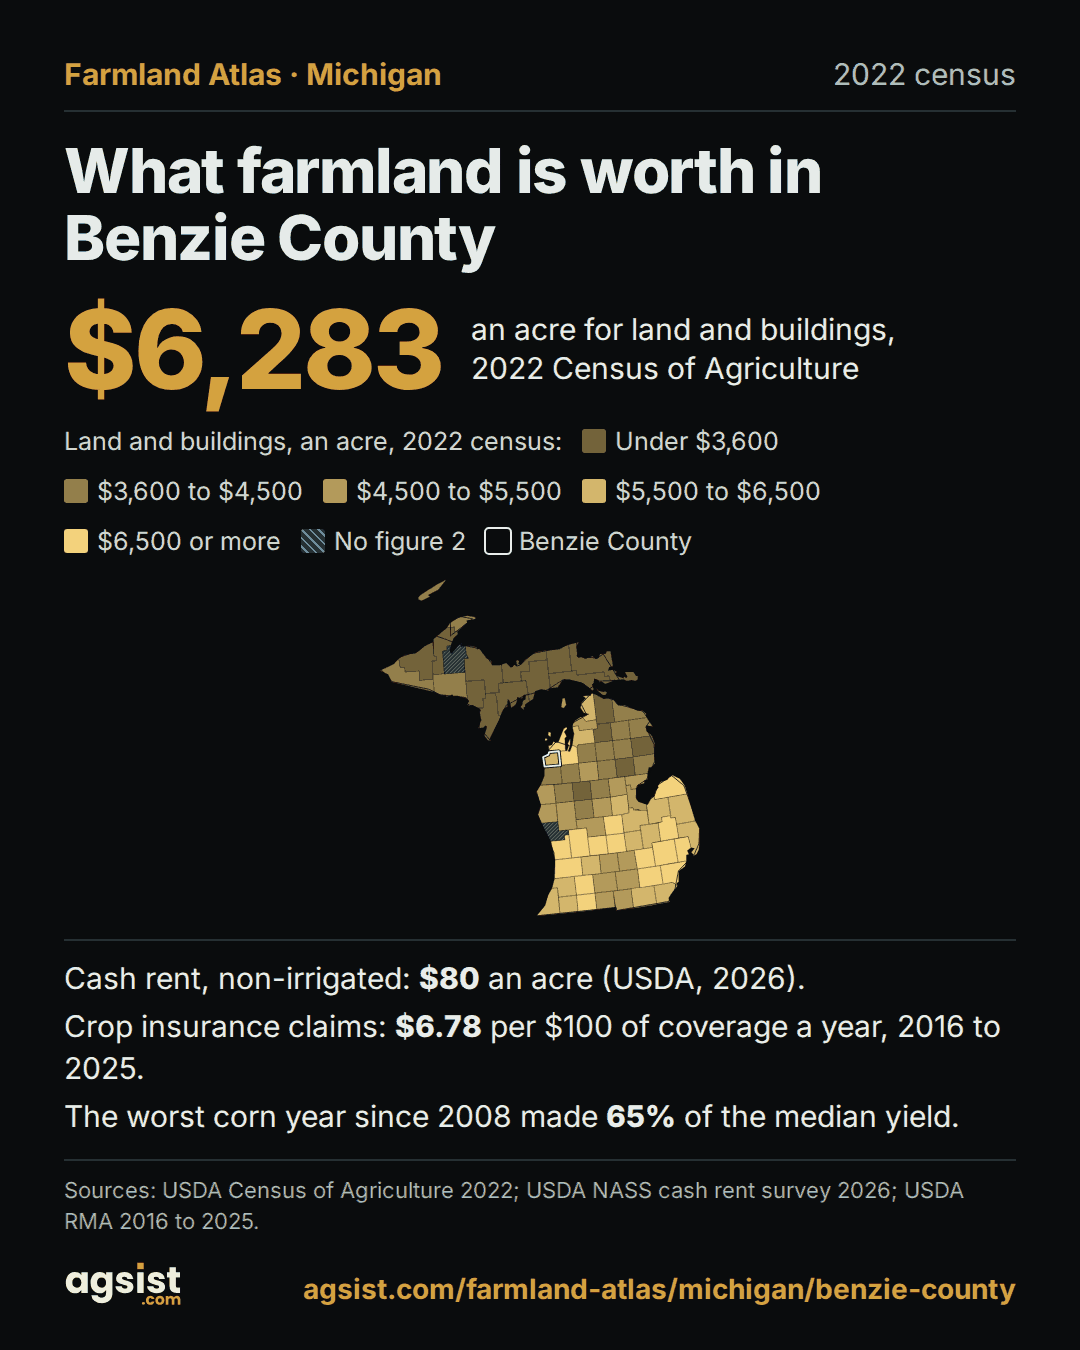 Farmland Atlas · Michigan
2022 census
What farmland is worth in
Benzie County
$6,283
an acre for land and buildings,
2022 Census of Agriculture
Land and buildings, an acre, 2022 census: Under $3,600
$3,600 to $4,500 $4,500 to $5,500 $5,500 to $6,500
$6,500 or more No figure 2 Benzie County
Cash rent, non-irrigated: $80 an acre (USDA, 2026).
Crop insurance claims: $6.78 per $100 of coverage a year, 2016 to
2025.
The worst corn year since 2008 made 65% of the median yield.
Sources: USDA Census of Agriculture 2022; USDA NASS cash rent survey 2026; USDA
RMA 2016 to 2025.
agsist.com
agsist.com/farmland-atlas/michigan/benzie-county